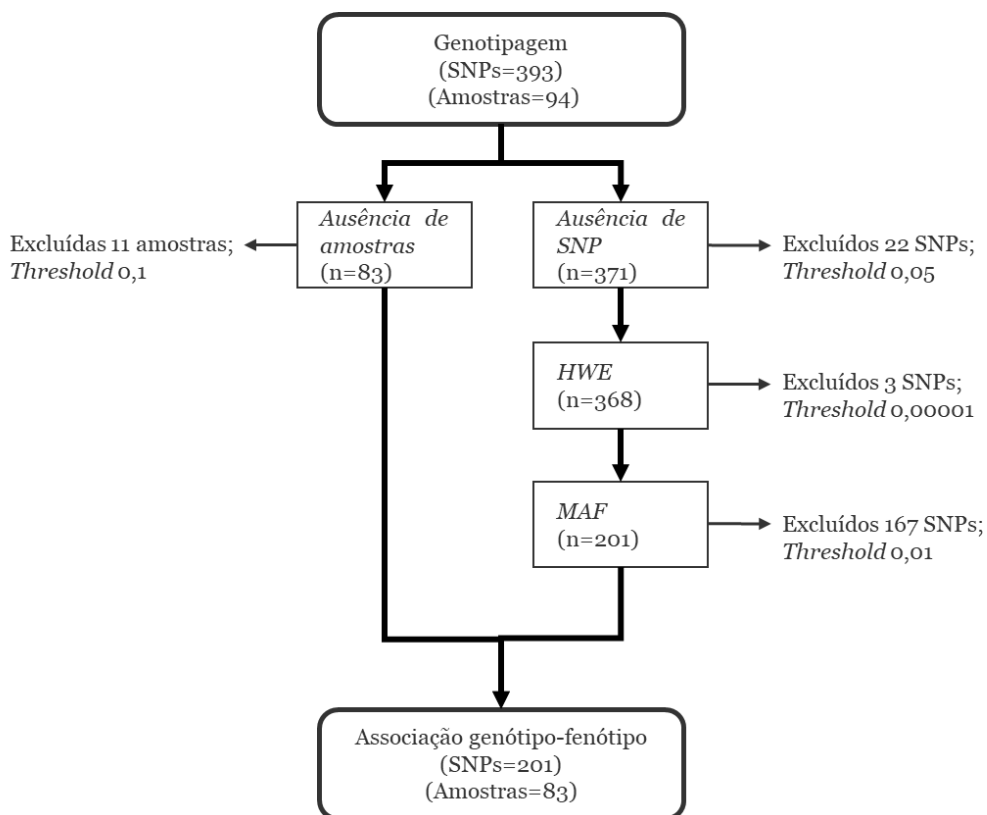 Genotipagem
(SNPs=393)
(Amostras=94)
Excluídas 11 amostras;
Threshold 0,1
Ausência de
amostras
(n=83)
Ausência de
SNP
(n=371)
Excluídos 22 SNPs;
Threshold 0,05
HWE
(n=368)
Excluídos 3 SNPs;
Threshold 0,00001
MAF
(n=201)
Excluídos 167 SNPs;
Threshold 0,01
Associação genótipo-fenótipo
(SNPs=201)
(Amostras=83)